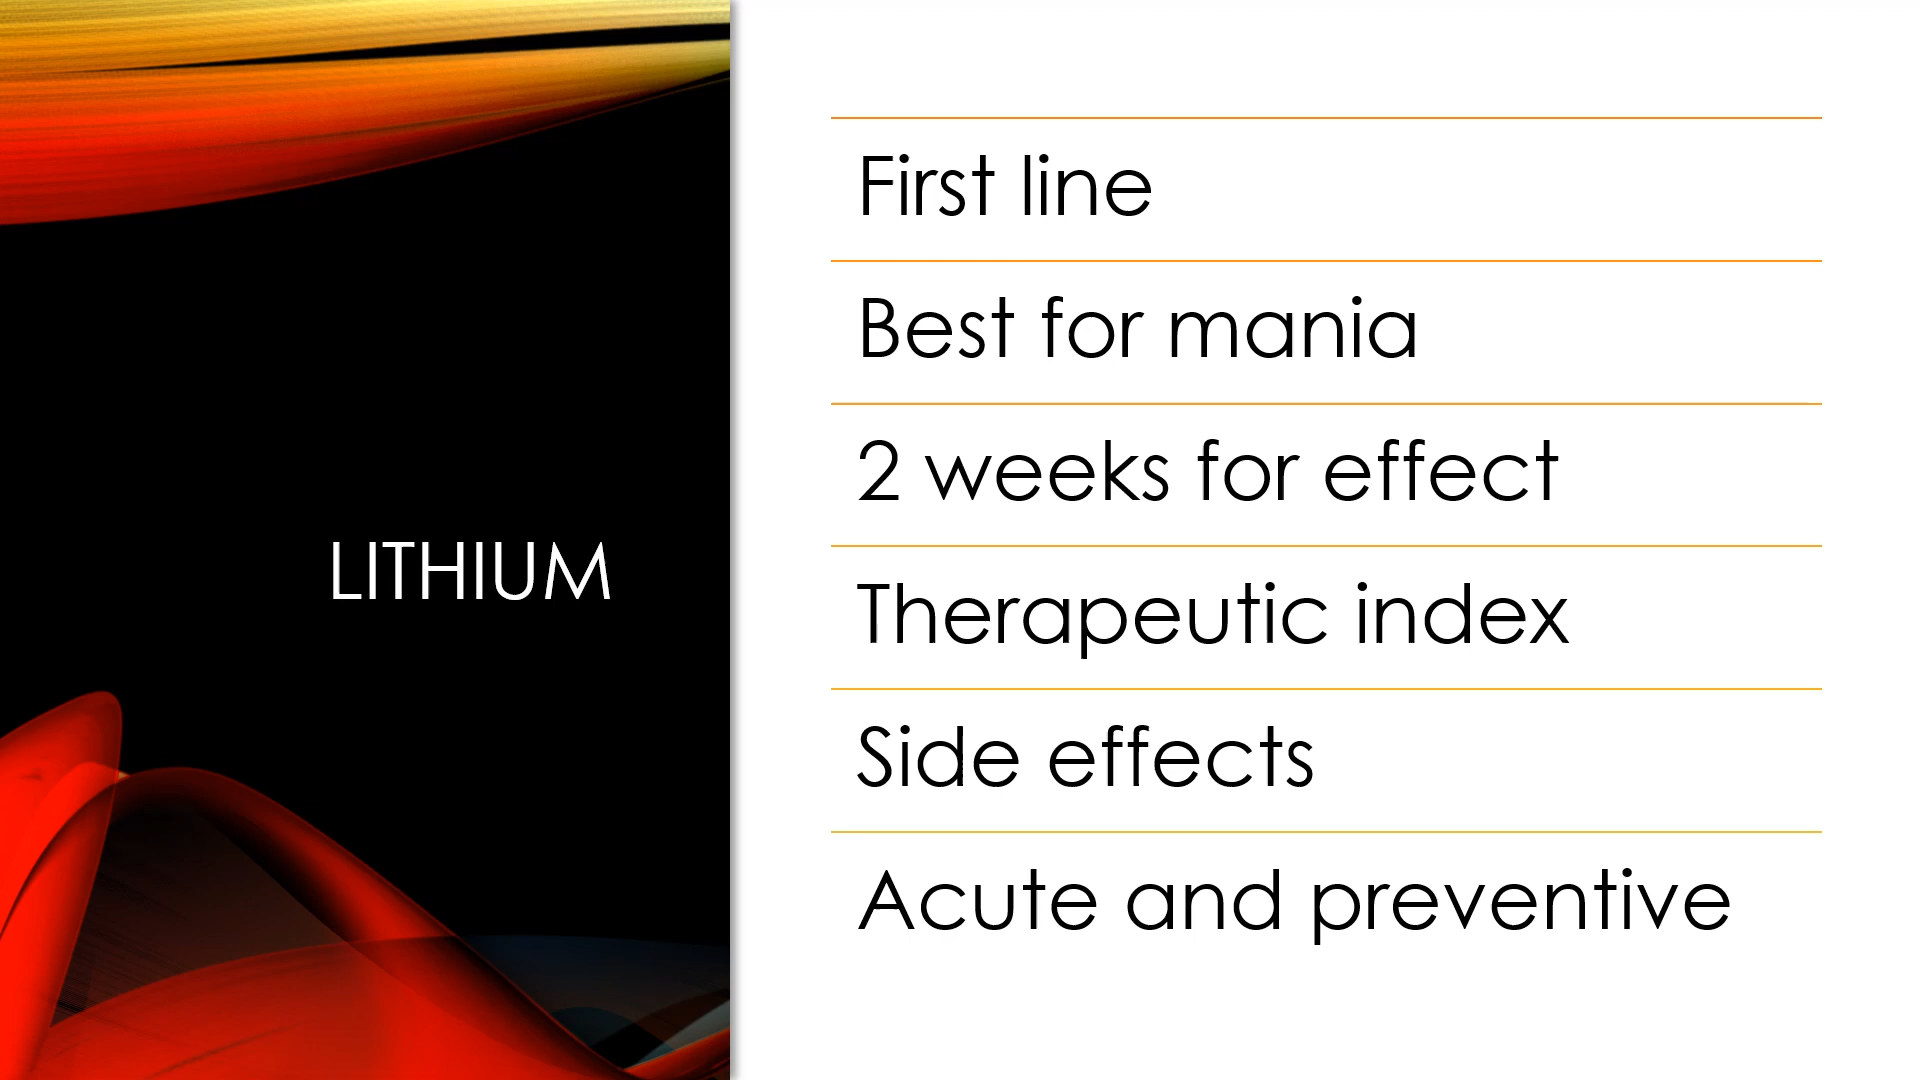 LITHIUM
First line
Best for mania
2 weeks for effect
Therapeutic index
Side effects
Acute and preventive